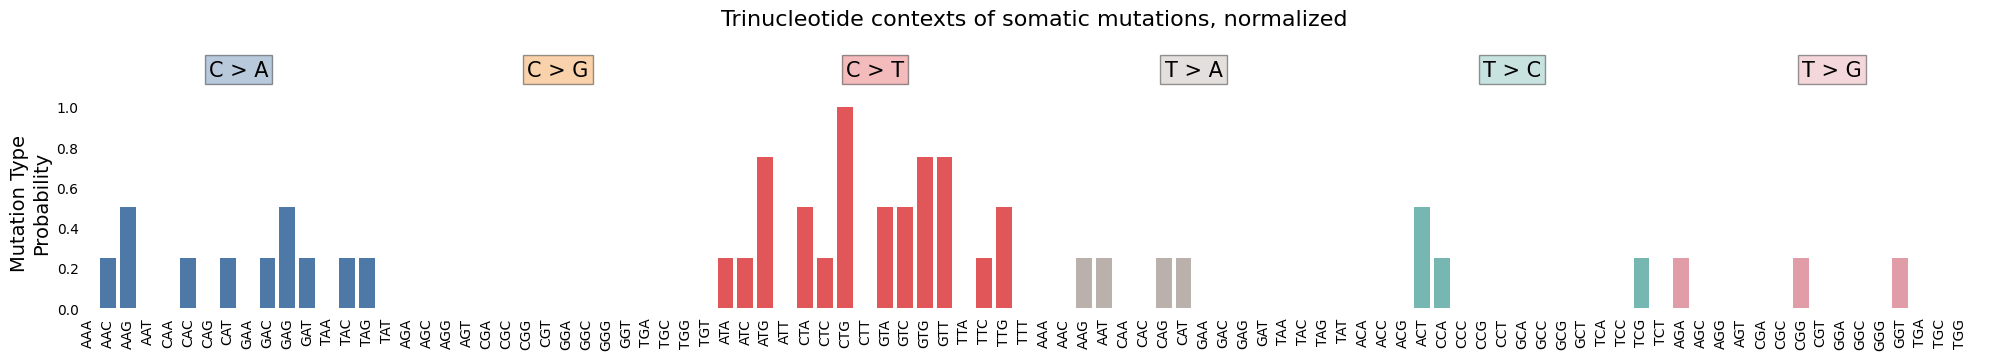 Trinucleotide contexts of somatic mutations, normalized
C > A
C > G
C > T
T > A
T > C
T > G
Mutation Type
Probability
1.0
0.8
0.6
0.4
0.2
0.0
AAA AAC AAG AAT CAA CAC CAG CAT GAA GAC GAG GAT TAA TAC TAG TAT AGA AGC AGG AGT CGA CGC CGG CGT GGA GGC GGG GGT TGA TGC TGG TGT ATA ATC ATG ATT CTA CTC CTG CTT GTA GTC GTG GTT TTA TTC TTG TTT AAA AAC AAG AAT CAA CAC CAG CAT GAA GAC GAG GAT TAA TAC TAG TAT ACA ACC ACG ACT CCA CCC CCG CCT GCA GCC GCG GCT TCA TCC TCG TCT AGA AGC AGG AGT CGA CGC CGG CGT GGA GGC GGG GGT TGA TGC TGG